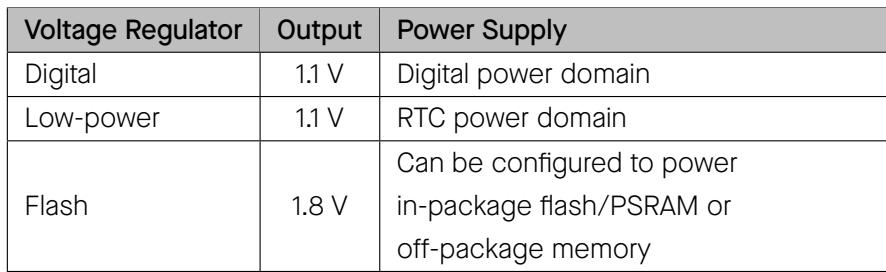 Voltage Regulator Output Power Supply
Digital 1.1 V Digital power domain
Low-power 1.1 V RTC power domain
Can be configured to power
Flash 1.8 V in-package flash/PSRAM or
off-package memory